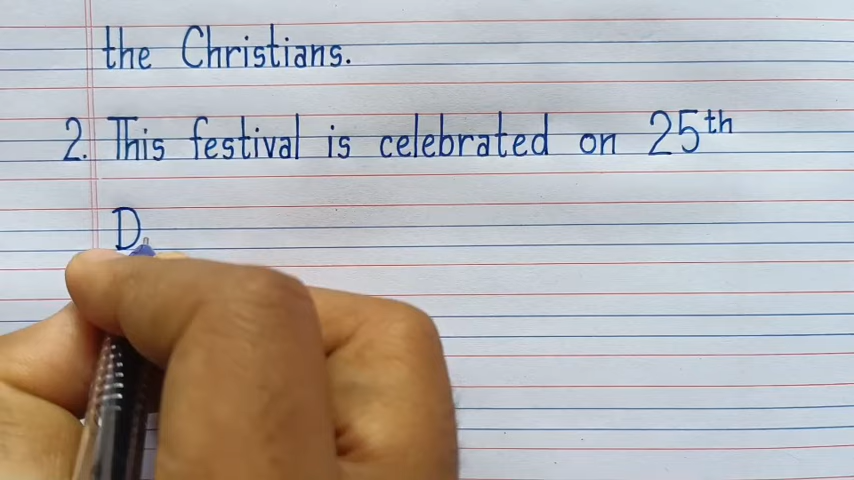 the Christians.
2. This festival is celebrated on 25th
D